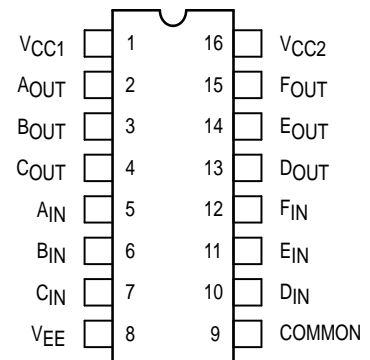 VCC1 1 16 VCC2
AOUT 2 15 FOUT
BOUT 3 14 EOUT
COUT 4 13 DOUT
AIN 5 12 FIN
BIN 6 11 EIN
CIN 7 10 DIN
VEE 8 9 COMMON